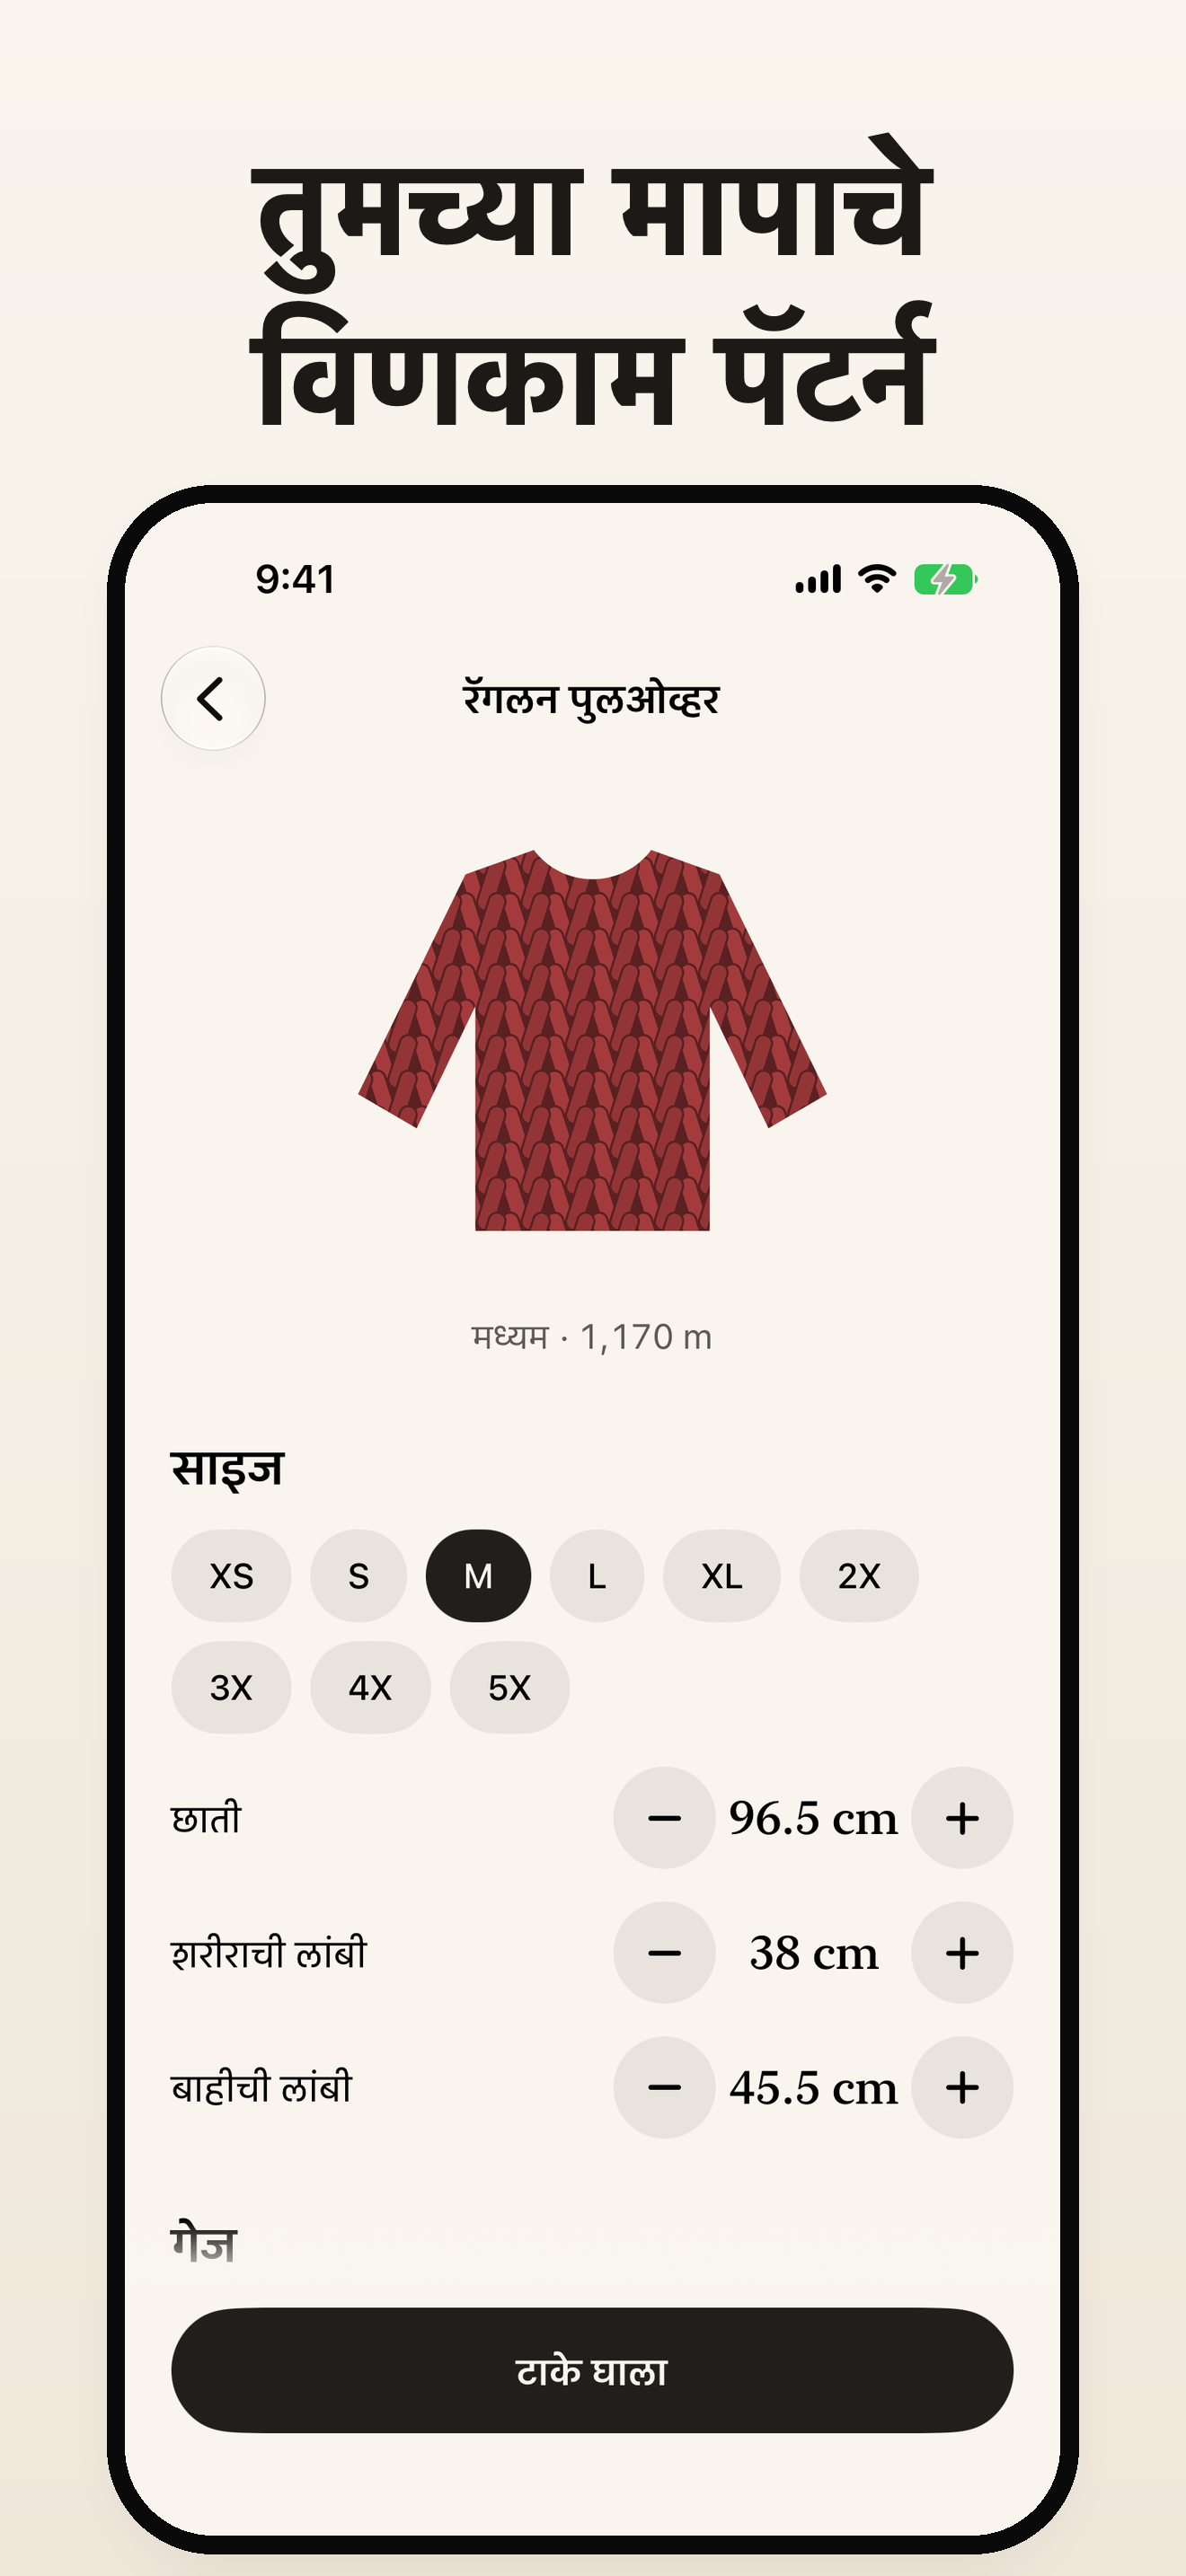 तुमच्या मापाचे
विणकाम पॅटर्न
9:41
रॅगलन पुलओव्हर
मध्यम · 1,170 m
साइज
XS S M L XL 2X
3X 4X 5X
छाती − 96.5 cm +
शरीराची लांबी − 38 cm +
बाहीची लांबी − 45.5 cm +
गेज
टाके घाला